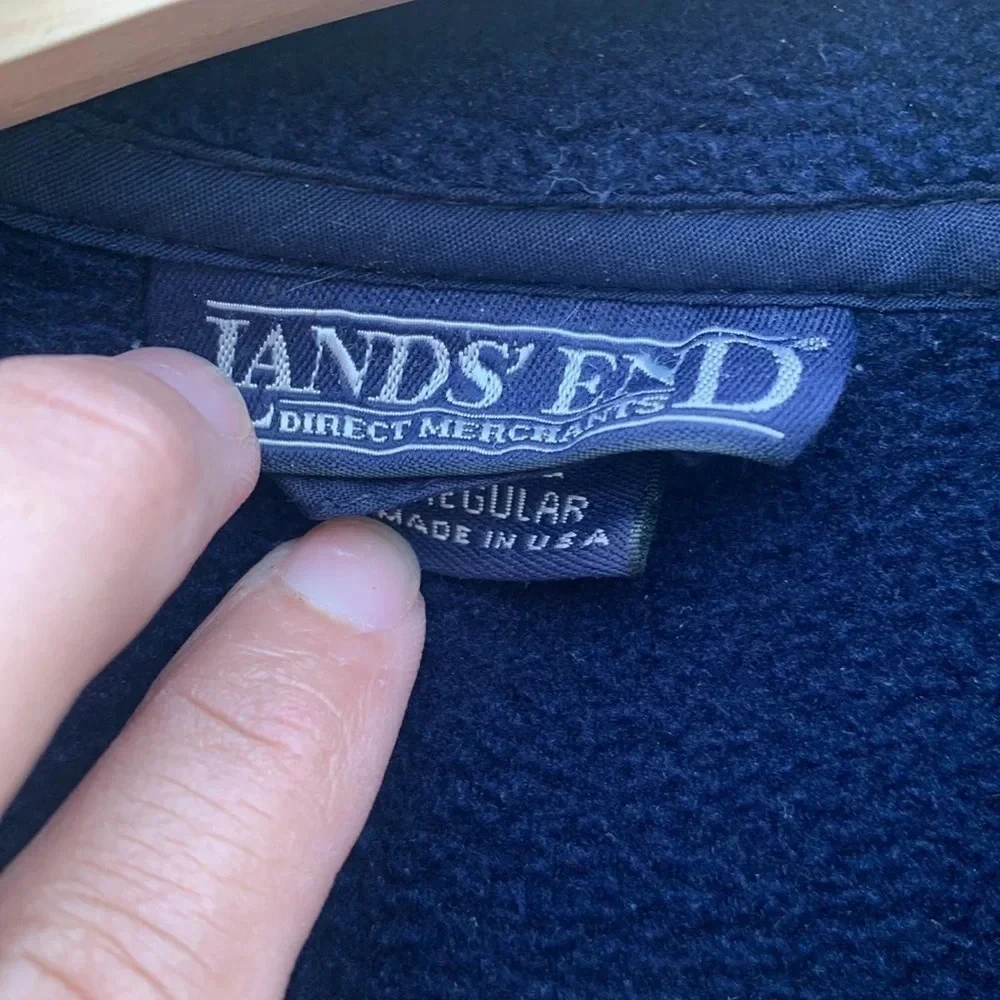 LANDS' END
DIRECT MERCHANTS
REGULAR
MADE IN USA